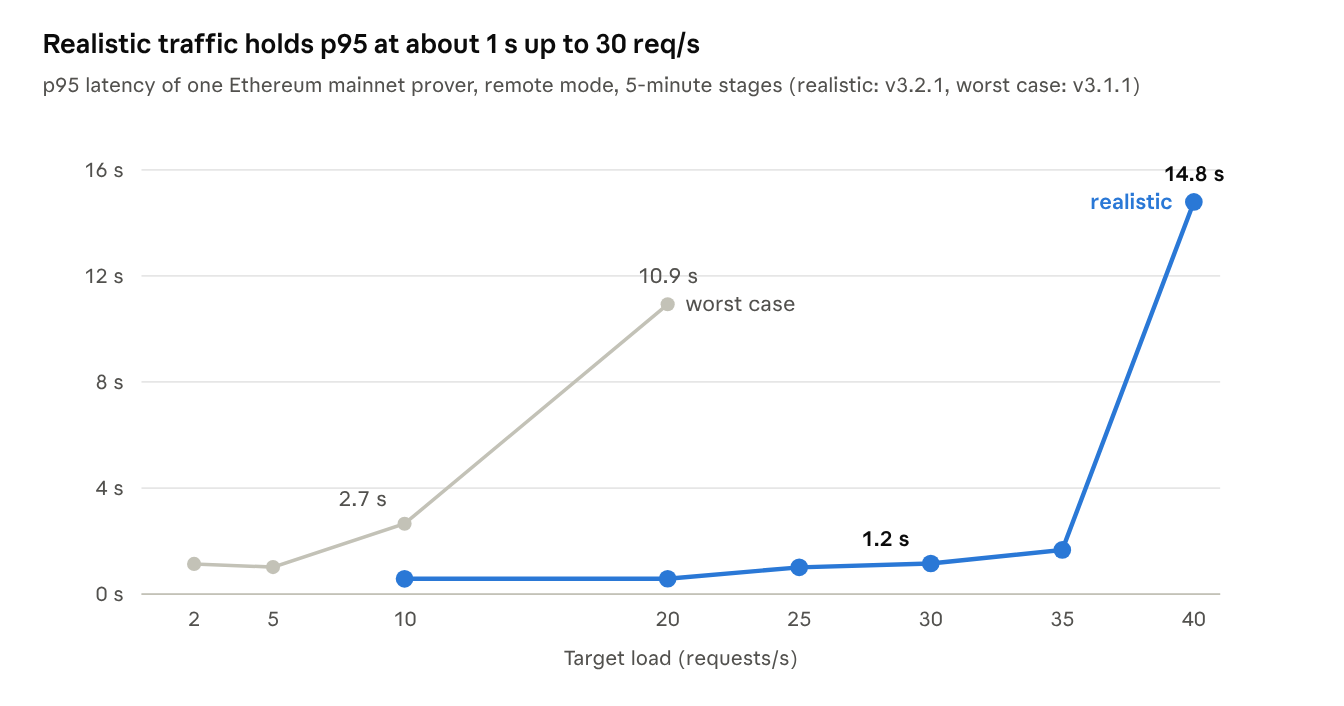 Realistic traffic holds p95 at about 1 s up to 30 req/s
p95 latency of one Ethereum mainnet prover, remote mode, 5-minute stages (realistic: v3.2.1, worst case: v3.1.1)
16 s
14.8 s
realistic
12 s
10.9 s
worst case
8 s
4 s
2.7 s
1.2 s
0 s
2 5 10 20 25 30 35 40
Target load (requests/s)